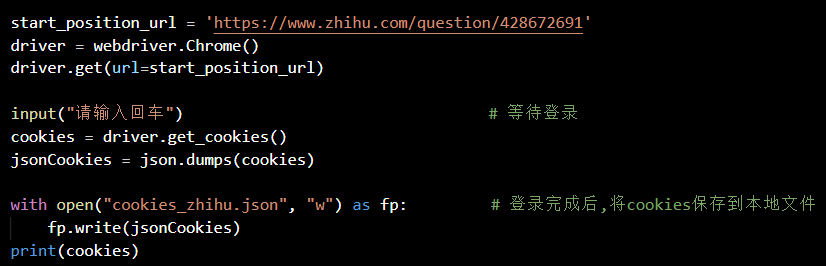 start_position_url = 'https://www.zhihu.com/question/428672691'
driver = webdriver.Chrome()
driver.get(url=start_position_url)
input("请输入回车") # 等待登录
cookies = driver.get_cookies()
jsonCookies = json.dumps(cookies)
with open("cookies_zhihu.json", "w") as fp: # 登录完成后,将cookies保存到本地文件
fp.write(jsonCookies)
print(cookies)